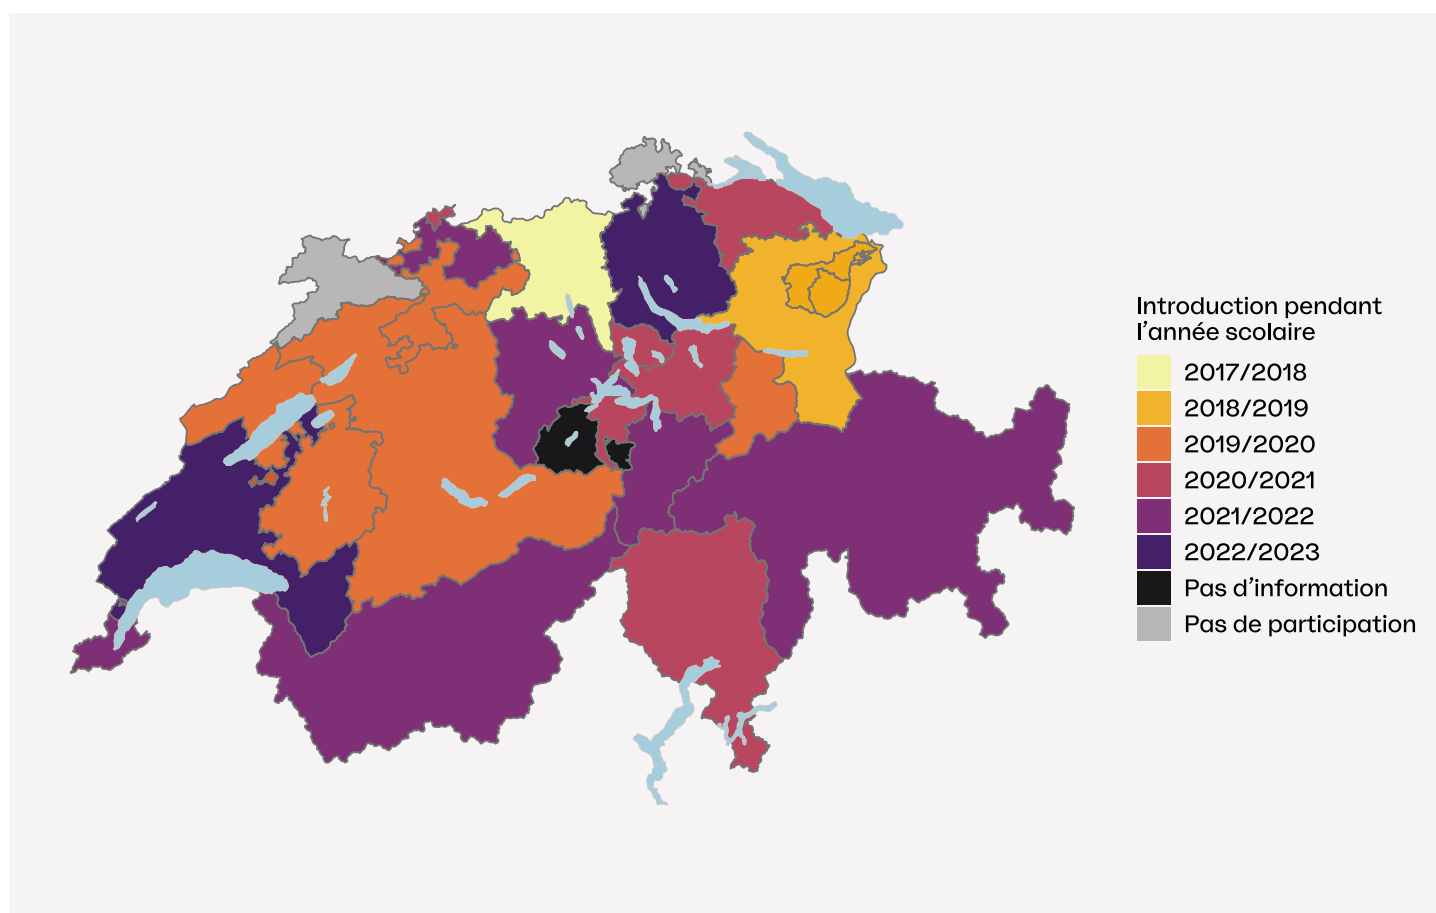 Introduction pendant
l’année scolaire
2017/2018
2018/2019
2019/2020
2020/2021
2021/2022
2022/2023
Pas d’information
Pas de participation